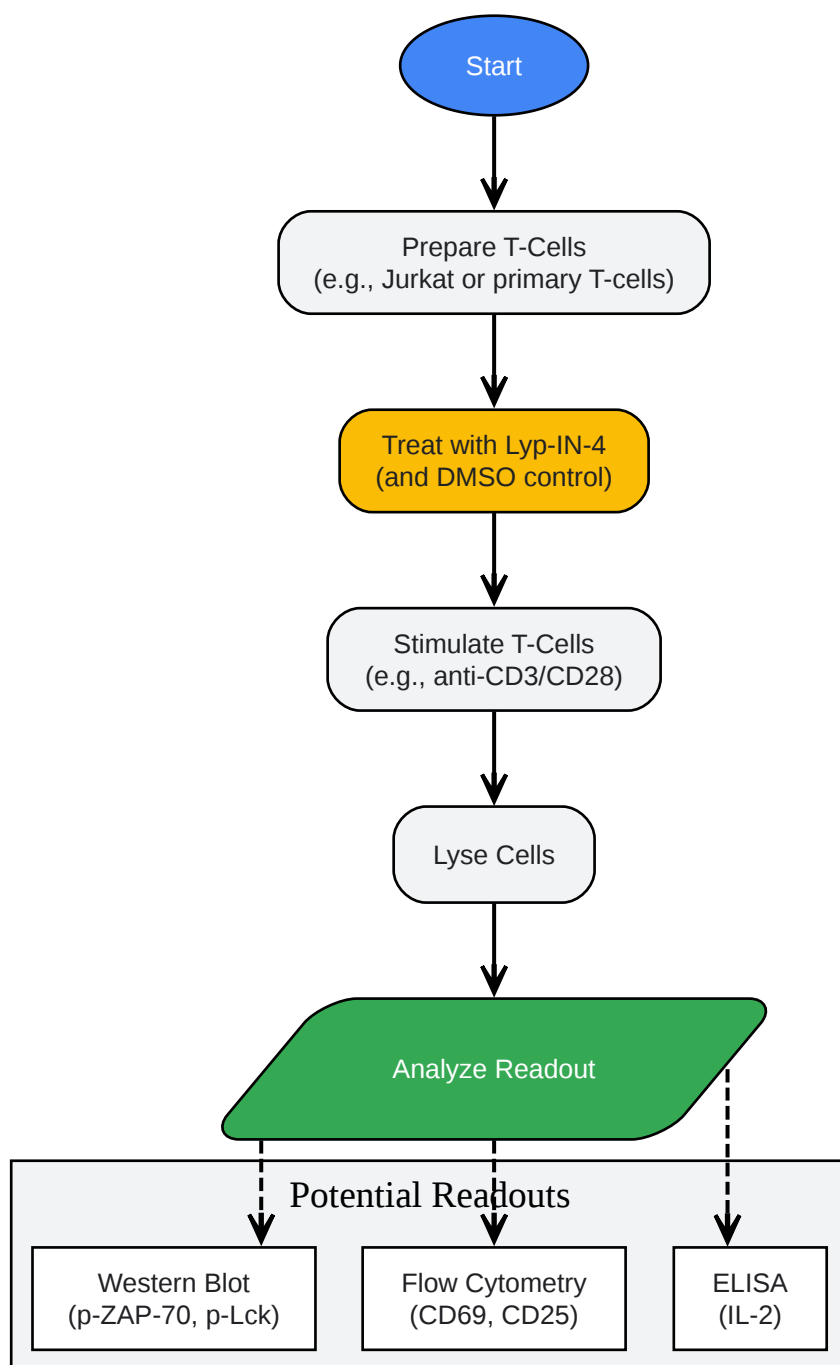 Start
Prepare T-Cells
(e.g., Jurkat or primary T-cells)
Treat with Lyp-IN-4
(and DMSO control)
Stimulate T-Cells
(e.g., anti-CD3/CD28)
Lyse Cells
Analyze Readout
Potential Readouts
Western Blot
(p-ZAP-70, p-Lck)
Flow Cytometry
(CD69, CD25)
ELISA
(IL-2)